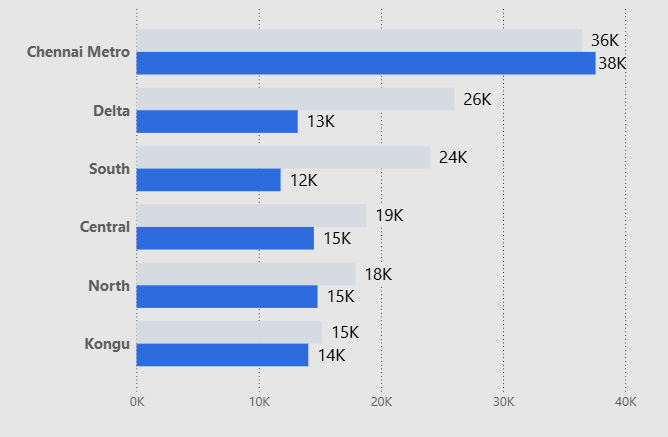 36K
Chennai Metro
38K
26K
Delta
13K
24K
South
12K
19K
Central
15K
18K
North
15K
15K
Kongu
14K
0K 10K 20K 30K 40K